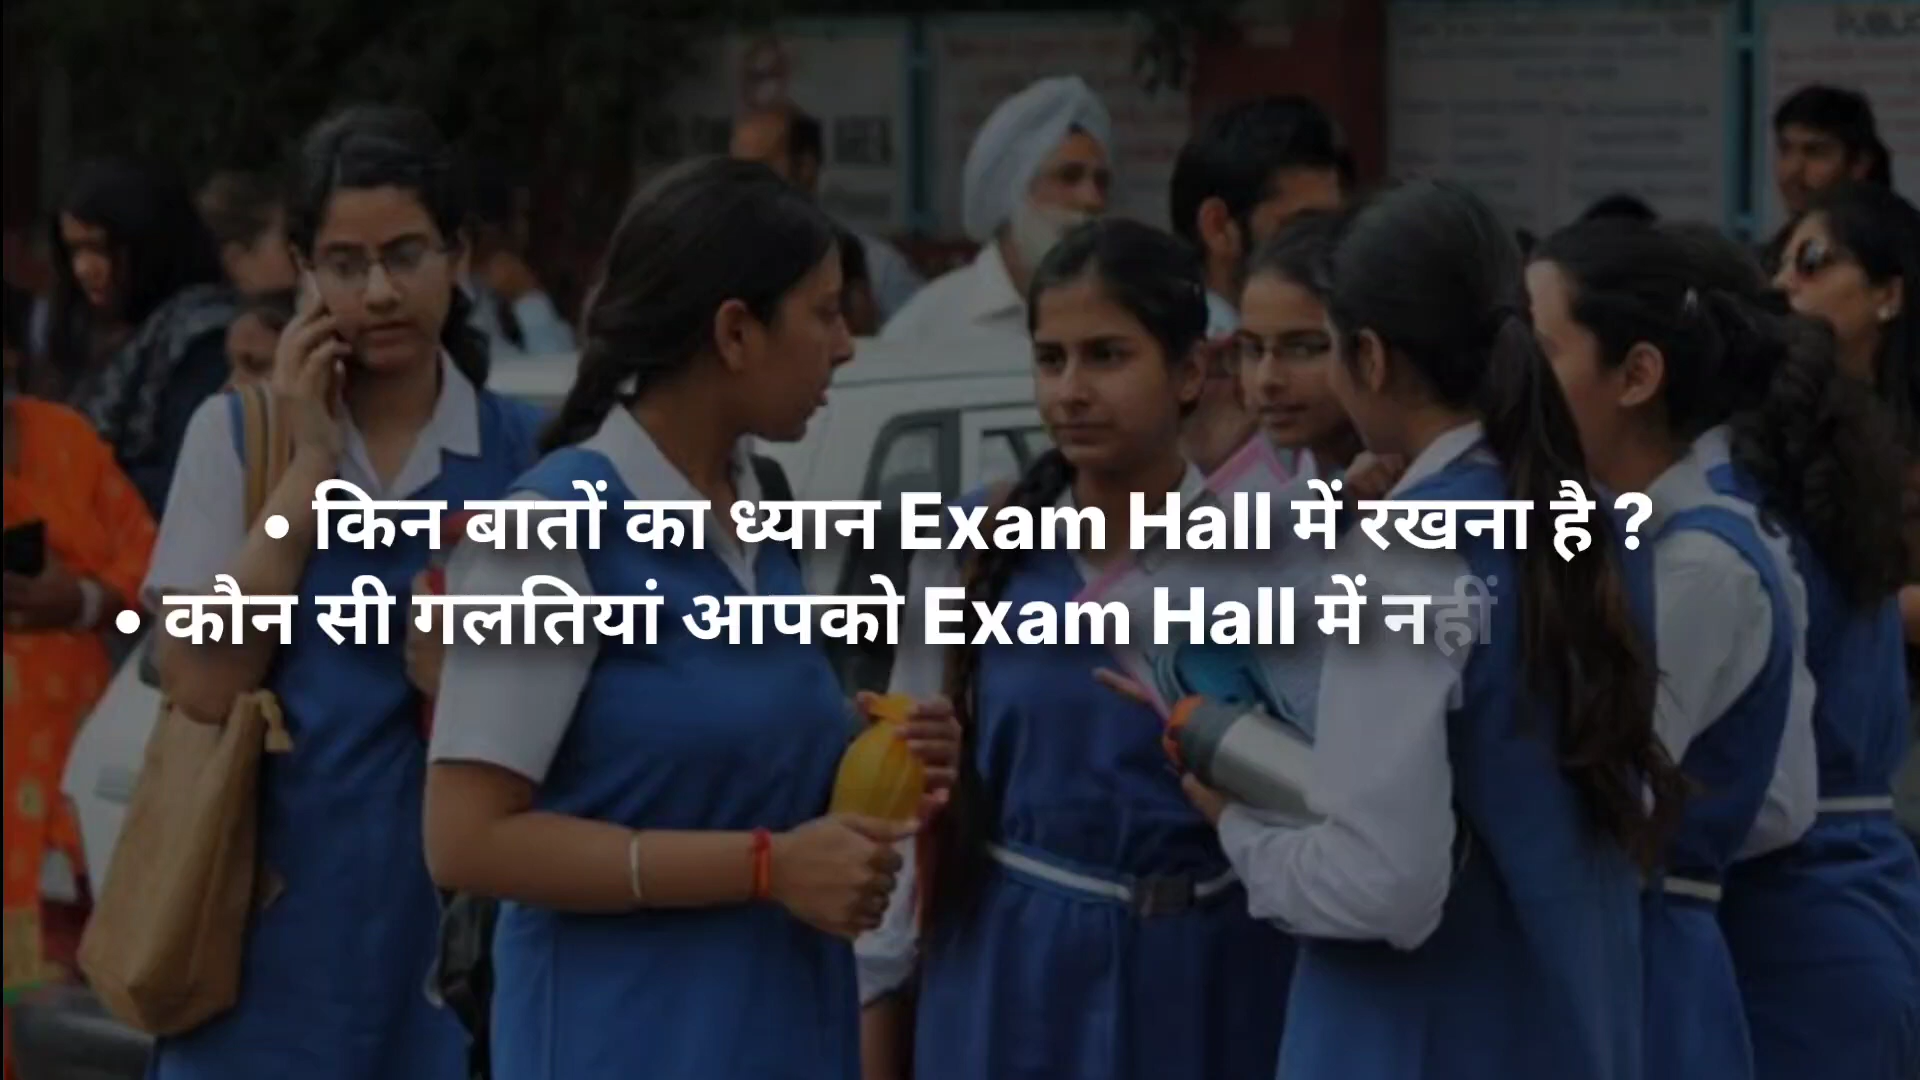 • किन बातों का ध्यान Exam Hall में रखना है ?
• कौन सी गलतियां आपको Exam Hall में नहीं